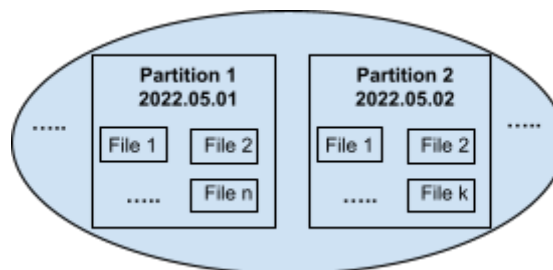 Partition 1
2022.05.01
Partition 2
2022.05.02
.....
.....
File 1
File 2
File 1
File 2
.....
File n
.....
File k